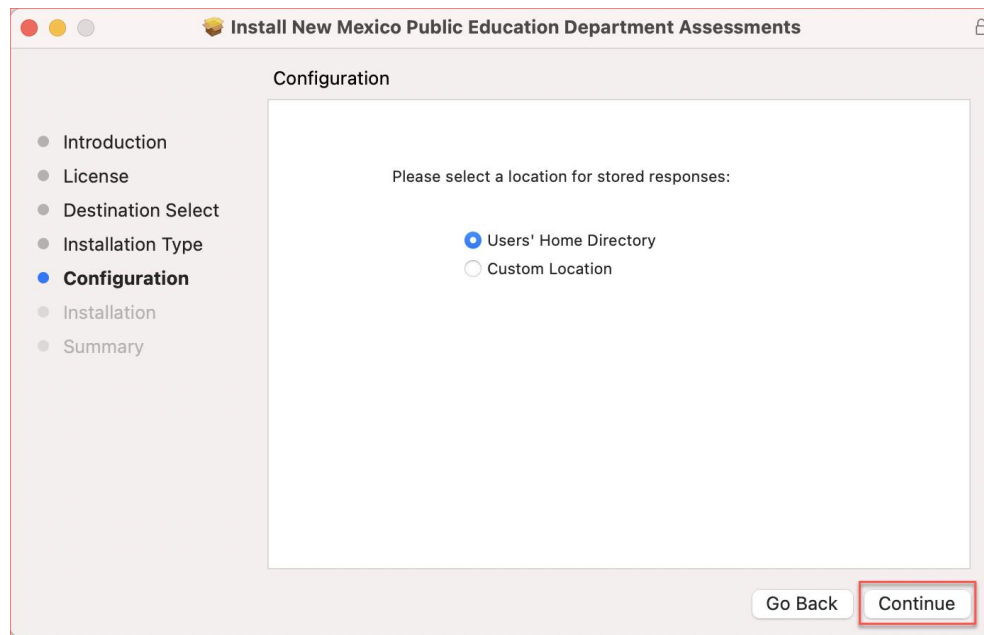 Install New Mexico Public Education Department Assessments
Configuration
Introduction
License
Destination Select
Installation Type
Configuration
Installation
Summary
Please select a location for stored responses:
Users' Home Directory
Custom Location
Go Back
Continue